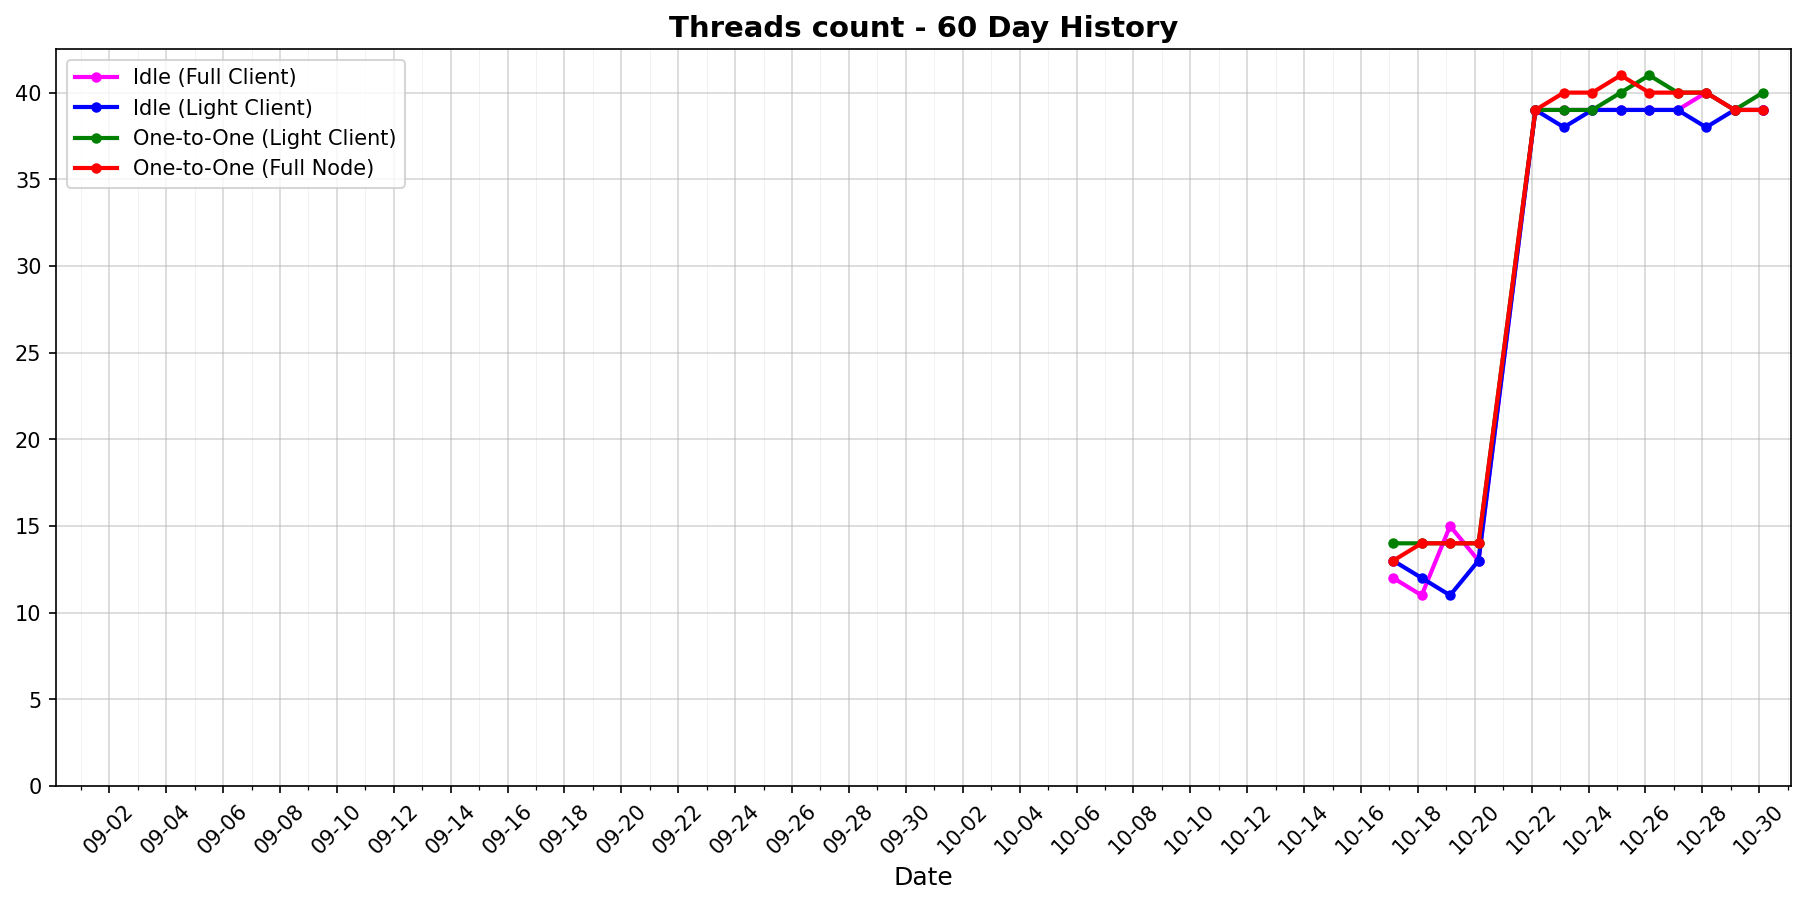 Threads count - 60 Day History
Idle (Full Client)
Idle (Light Client)
One-to-One (Light Client)
One-to-One (Full Node)
40
35
30
25
20
15
10
5
0
09-02 09-04 09-06 09-08 09-10 09-12 09-14 09-16 09-18 09-20 09-22 09-24 09-26 09-28 09-30 10-02 10-04 10-06 10-08 10-10 10-12 10-14 10-16 10-18 10-20 10-22 10-24 10-26 10-28 10-30
Date